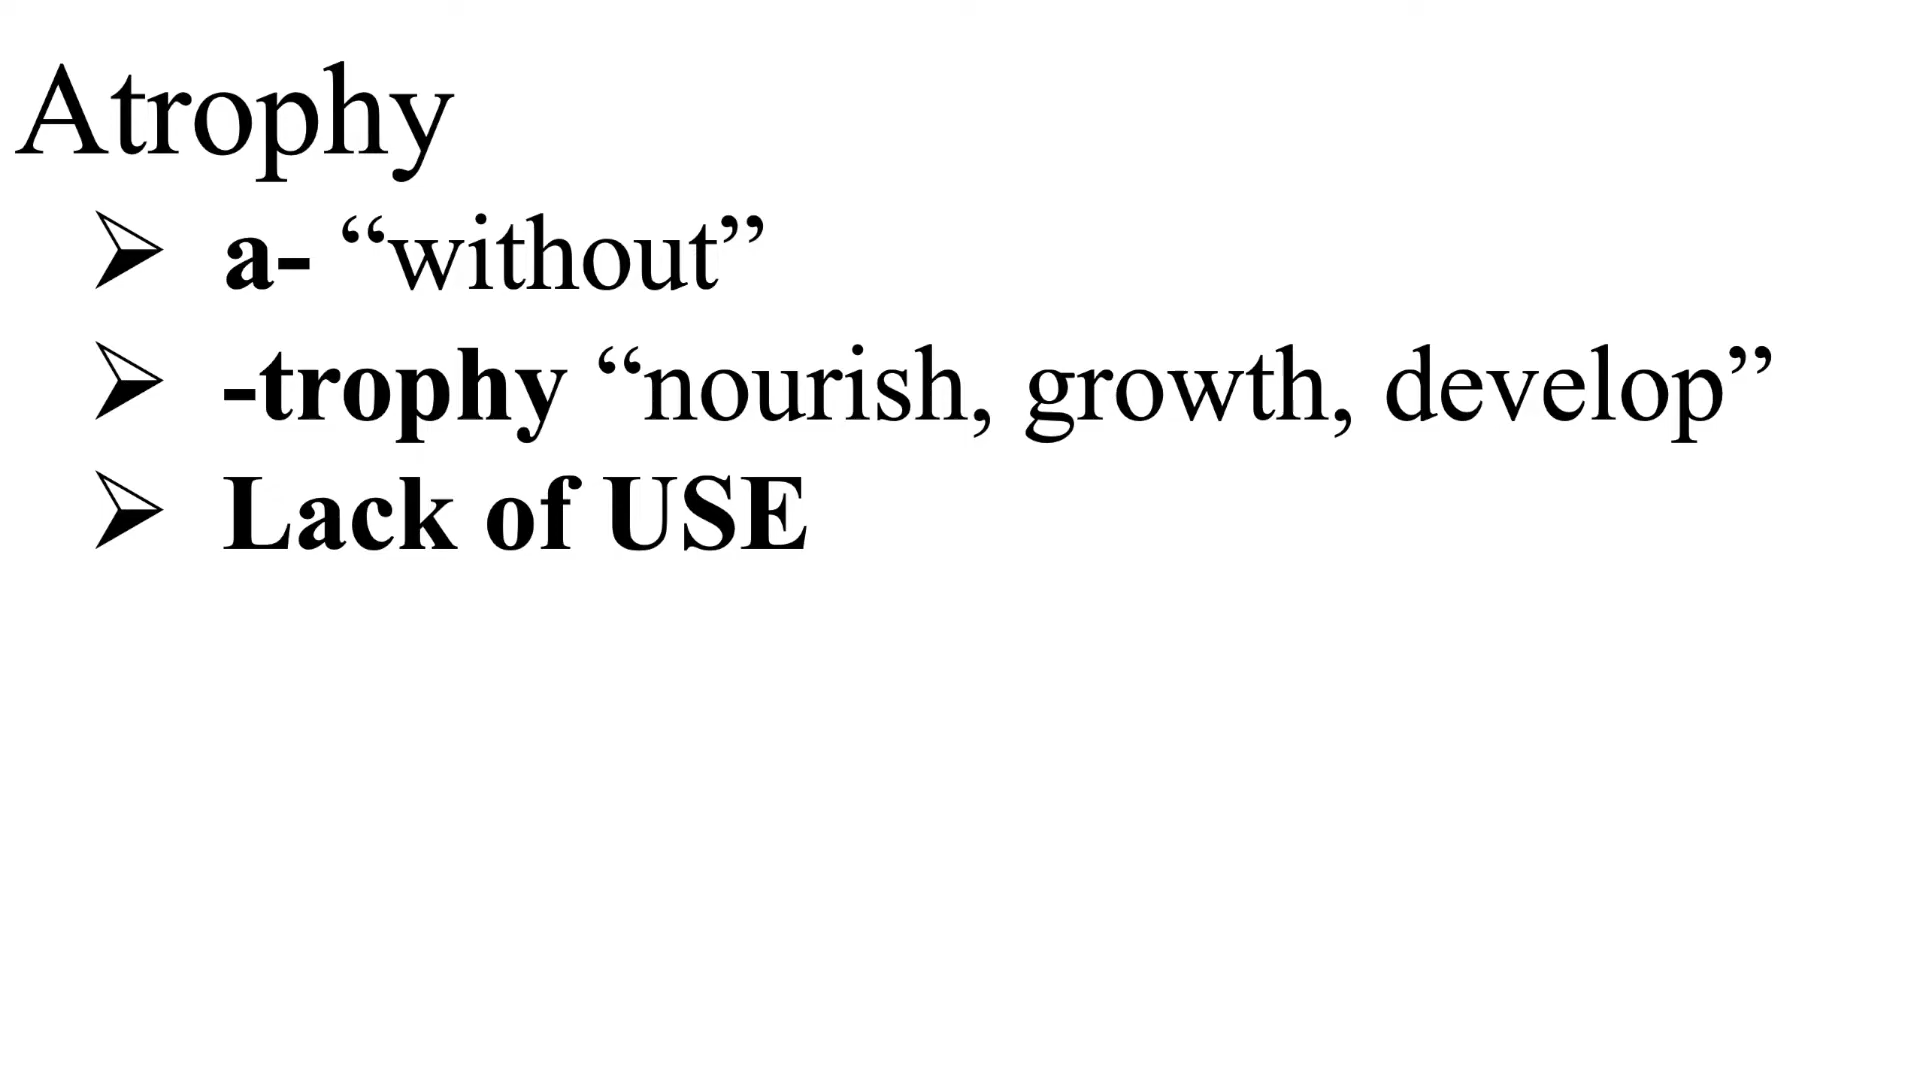 Atrophy
➢ a- “without”
➢ -trophy “nourish, growth, develop”
➢ Lack of USE